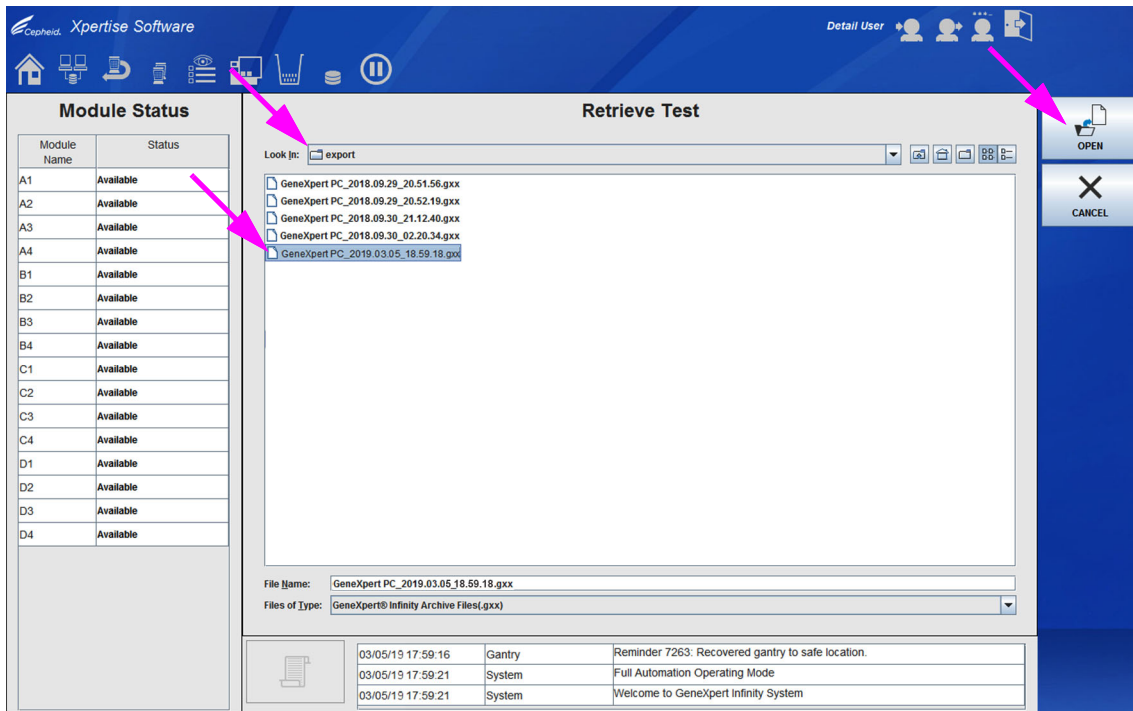 Cepheid. Xpertise Software
Detail User
Module Status
Module Name
Status
A1 Available
A2 Available
A3 Available
A4 Available
B1 Available
B2 Available
B3 Available
B4 Available
C1 Available
C2 Available
C3 Available
C4 Available
D1 Available
D2 Available
D3 Available
D4 Available
Retrieve Test
Look In: export
GeneXpert PC_2018.09.29_20.51.56.gxx
GeneXpert PC_2018.09.29_20.52.19.gxx
GeneXpert PC_2018.09.30_21.12.40.gxx
GeneXpert PC_2018.09.30_02.20.34.gxx
GeneXpert PC_2019.03.05_18.59.18.gxx
File Name: GeneXpert PC_2019.03.05_18.59.18.gxx
Files of Type: GeneXpert® Infinity Archive Files(.gxx)
03/05/19 17:59:16 Gantry Reminder 7263: Recovered gantry to safe location.
03/05/19 17:59:21 System Full Automation Operating Mode
03/05/19 17:59:21 System Welcome to GeneXpert Infinity System
OPEN
CANCEL